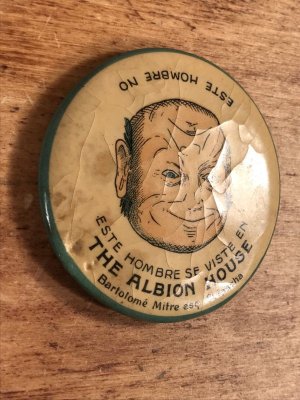 ESTE HOMBRE NO
ESTE HOMBRE SE VISTE EN
THE ALBION HOUSE
Bartolomé Mitre esq.